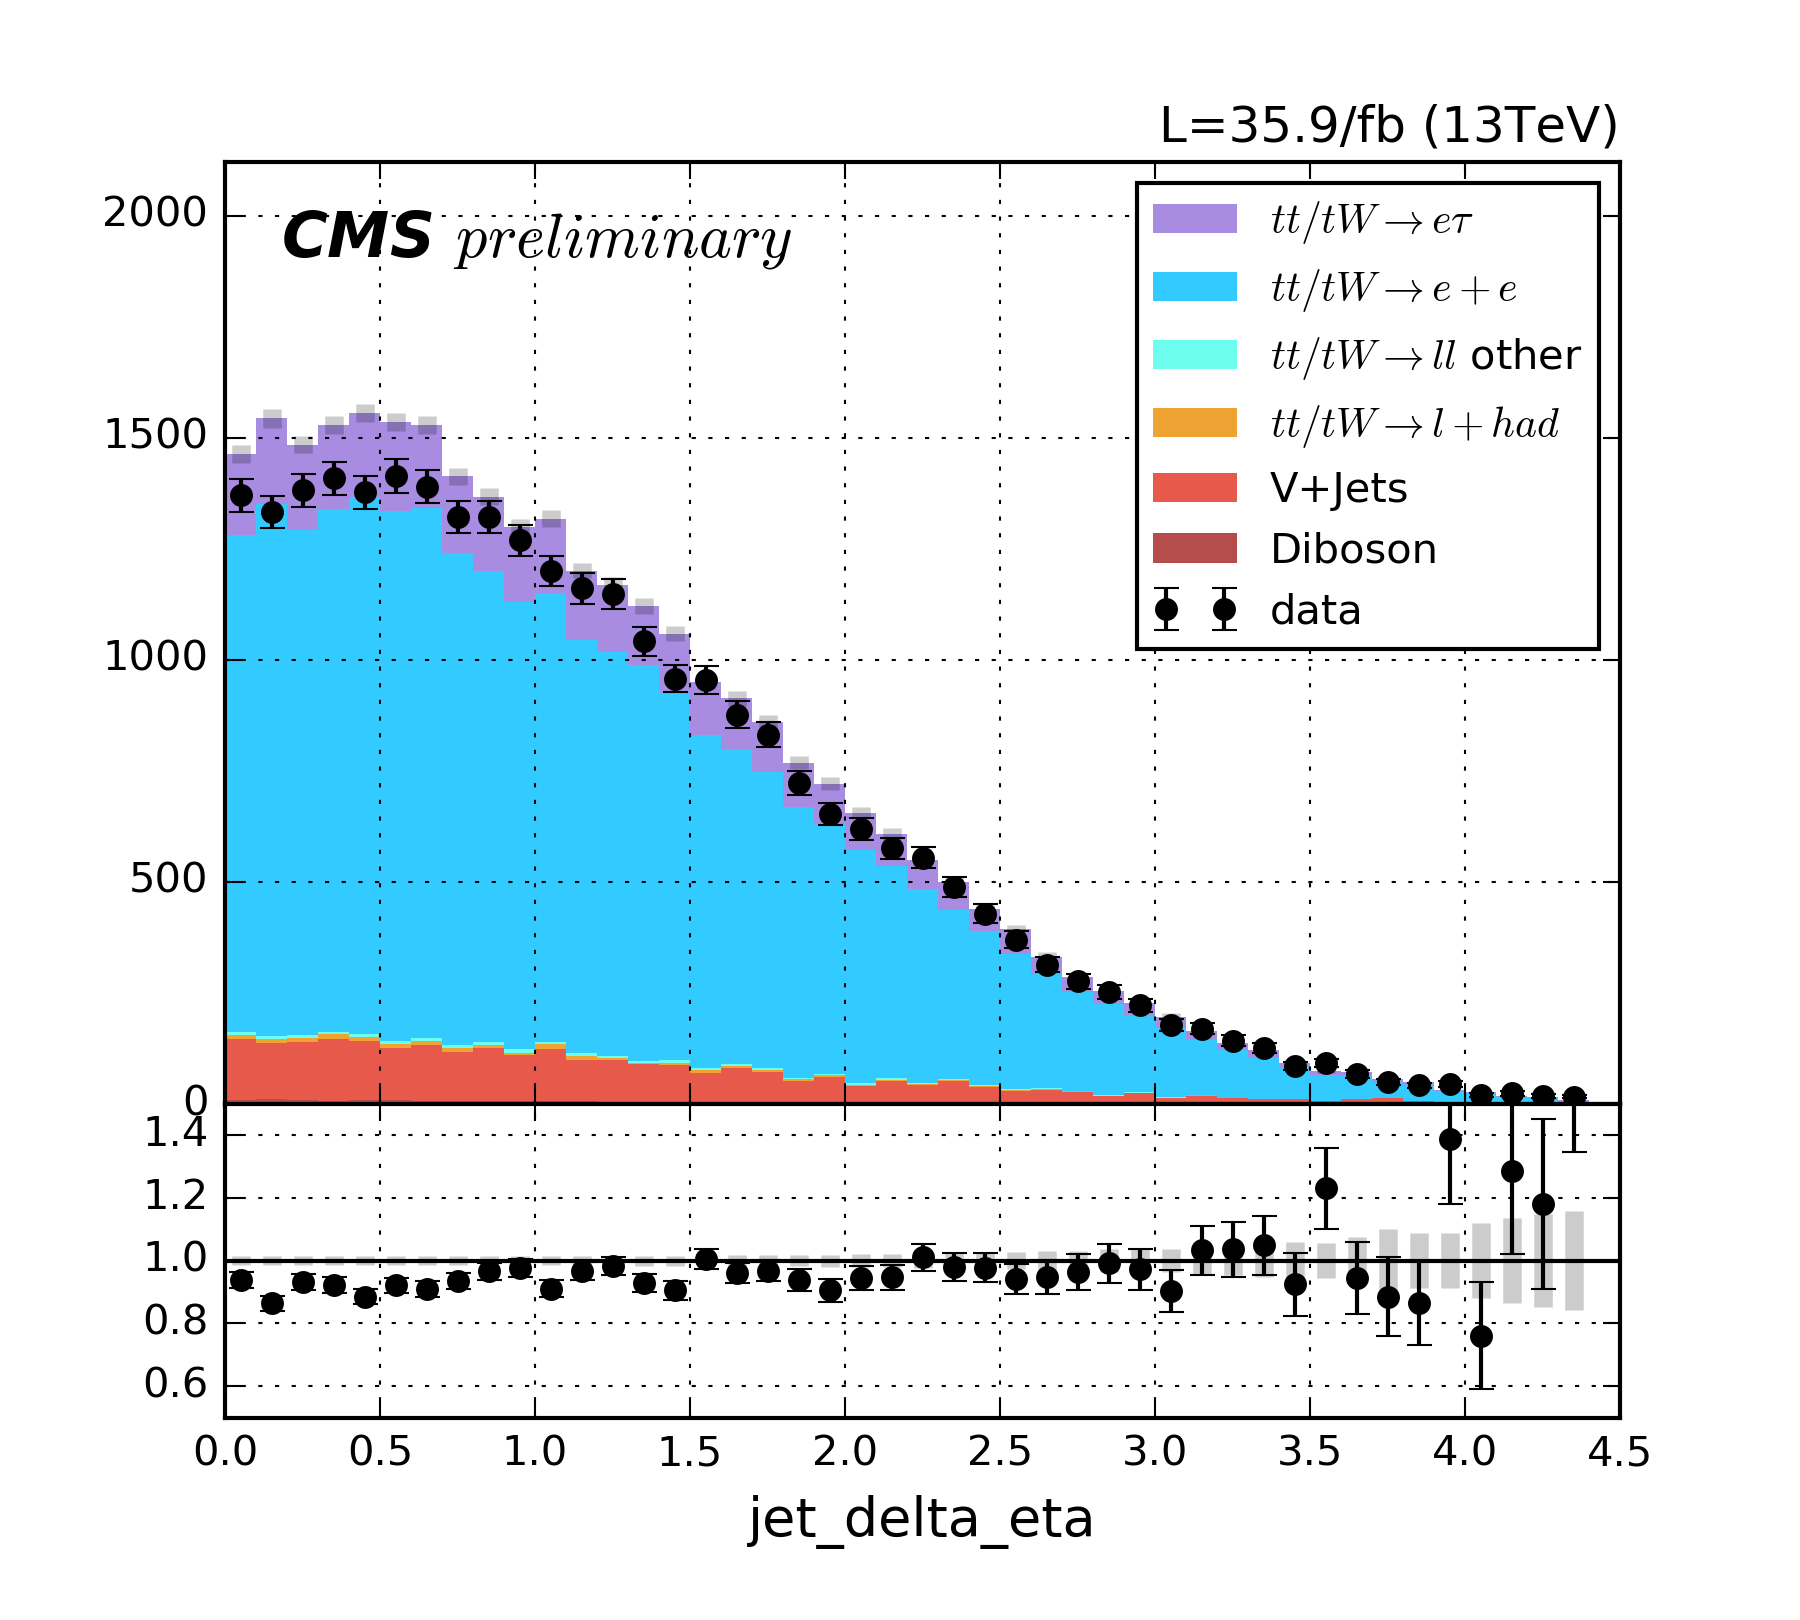 L=35.9/fb (13TeV)
CMS preliminary
2000
1500
1000
500
0
tt/tW→eτ
tt/tW→e+e
tt/tW→ll other
tt/tW→l+had
V+Jets
Diboson
data
1.4
1.2
1.0
0.8
0.6
0.0 0.5 1.0 1.5 2.0 2.5 3.0 3.5 4.0 4.5
jet_delta_eta